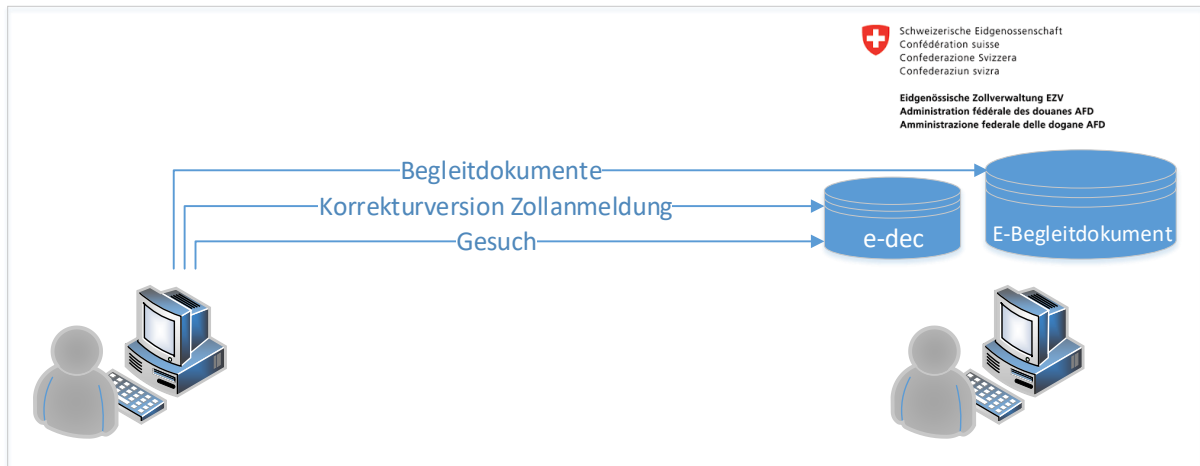 Schweizerische Eidgenossenschaft
Confédération suisse
Confederazione Svizzera
Confederaziun svizra
Eidgenössische Zollverwaltung EZV
Administration fédérale des douanes AFD
Amministrazione federale delle dogane AFD
Begleitdokumente
Korrekturversion Zollanmeldung
Gesuch
e-dec
E-Begleitdokument